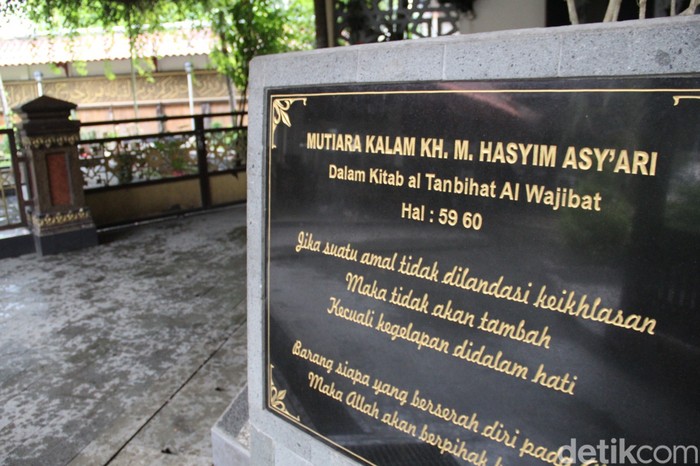 MUTIARA KALAM KH. M. HASYIM ASY'ARI
Dalam Kitab al Tanbihat Al Wajibat
Hal : 59 60
Jika suatu amal tidak dilandasi keikhlasan
Maka tidak akan tambah
Kecuali kegelapan didalam hati
Barang siapa yang berserah diri pada
Maka Allah akan berpihak
detikcom